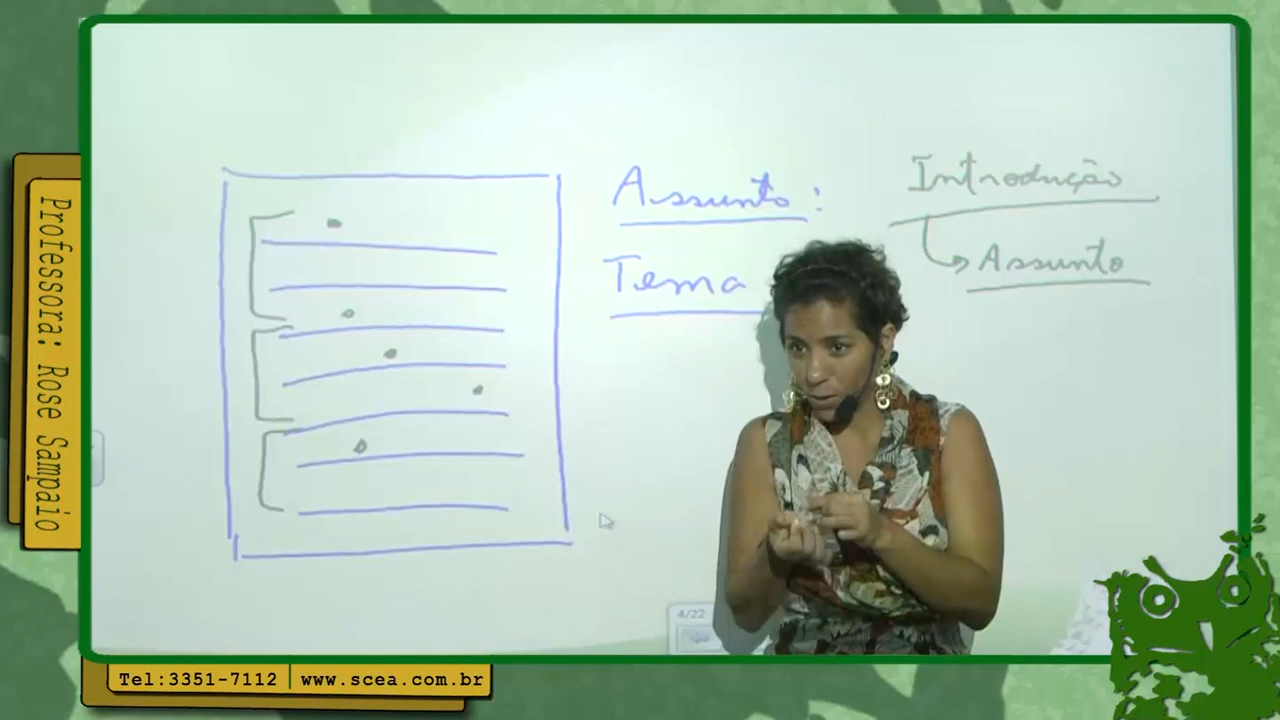 Professora: Rose Sampaio
Assunto:
Tema
Introdução
Assunto
4/22
Tel:3351-7112 | www.scea.com.br